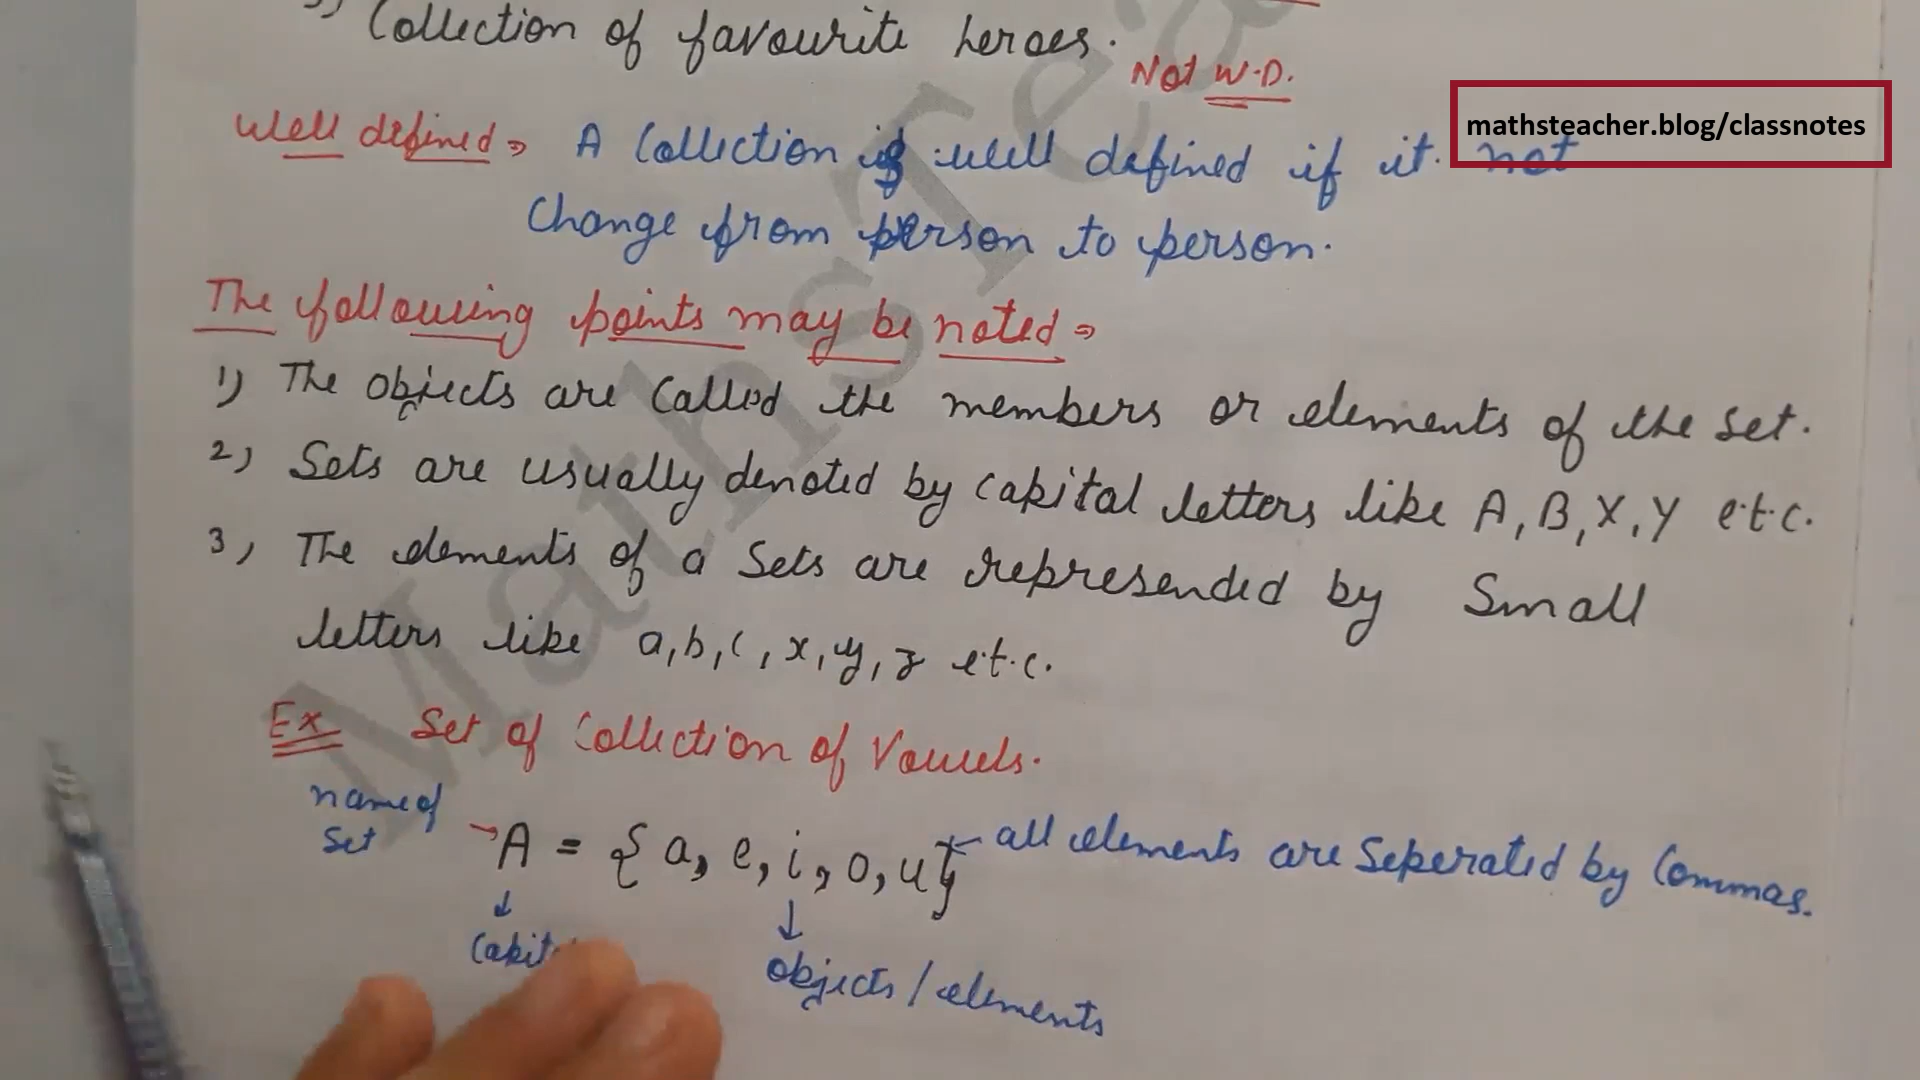 Collection of favourite heroes.
Not W.D.
mathsteacher.blog/classnotes
Well defined ⇒ A Collection is well defined if it not
Change from person to person.
The following points may be noted ⇒
1) The objects are Called the members or elements of the Set.
2) Sets are usually denoted by capital letters like A, B, X, Y e.t.c.
3) The elements of a Sets are represended by Small
letters like a, b, c, x, y, z e.t.c.
Ex Set of Collection of Vowels.
name of
Set
→ A = { a, e, i, o, u} ← all elements are Seperated by Commas.
↓ ↓
objects / elements
MathsTea